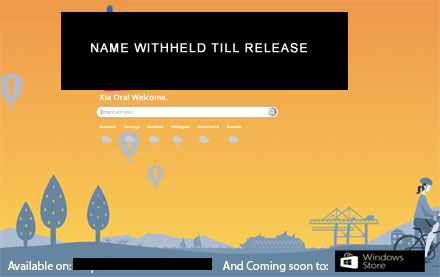 NAME WITHHELD TILL RELEASE
Kia Ora! Welcome.
Where are you?
Auckland Tauranga Hamilton Wellington Christchurch Dunedin
Available on:
And Coming soon to:
Windows
Store